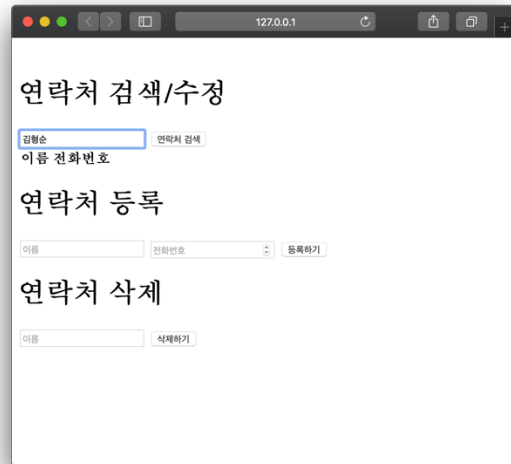 127.0.0.1
연락처 검색/수정
김형순 연락처 검색
이름 전화번호
연락처 등록
이름 전화번호 등록하기
연락처 삭제
이름 삭제하기